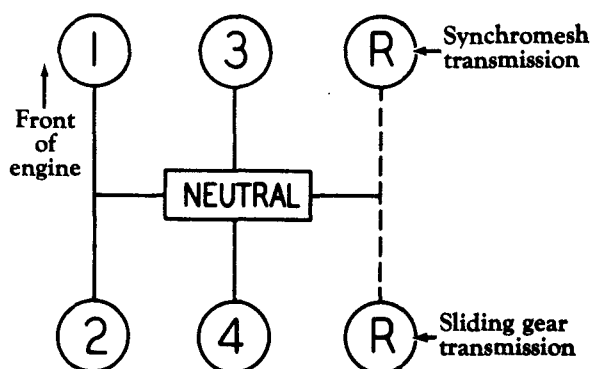 1
3
R
Synchromesh
transmission
Front
of
engine
NEUTRAL
2
4
R
Sliding gear
transmission